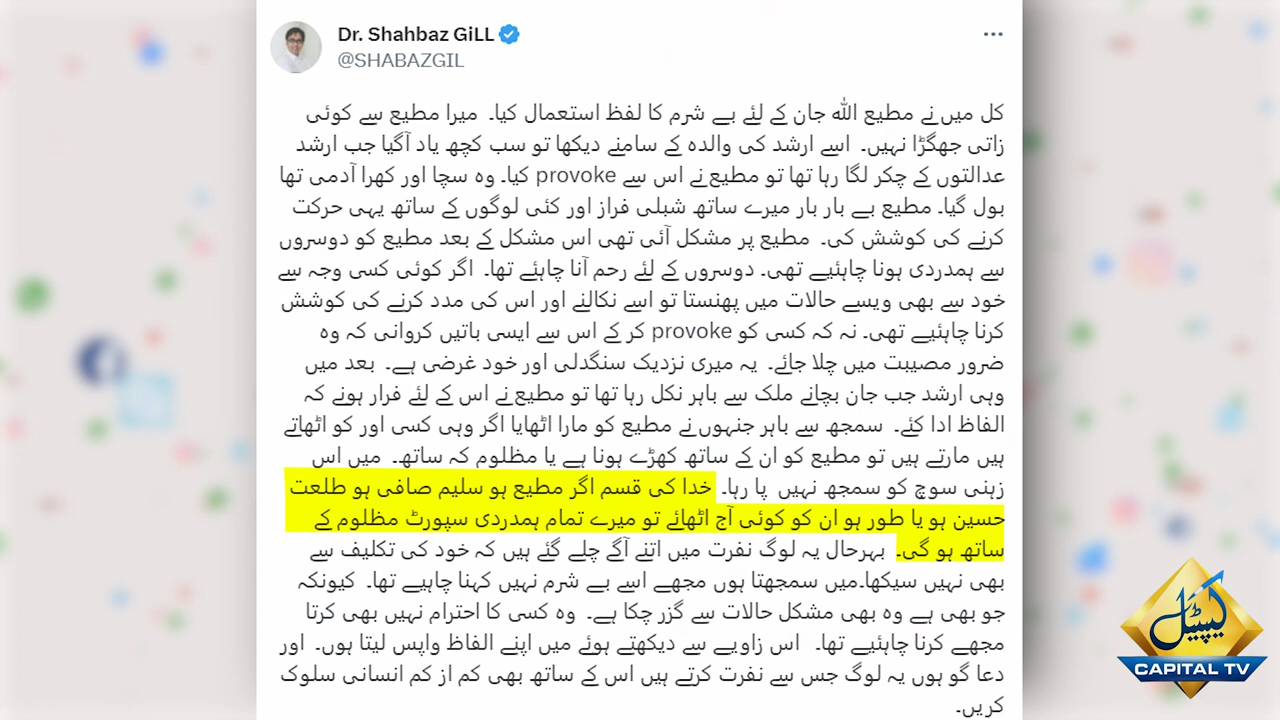 Dr. Shahbaz GiLL
@SHABAZGIL
کل میں نے مطیع اللہ جان کے لئے بے شرم کا لفظ استعمال کیا۔ میرا مطیع سے کوئی
زاتی جھگڑا نہیں۔ اسے ارشد کی والدہ کے سامنے دیکھا تو سب کچھ یاد آگیا جب ارشد
عدالتوں کے چکر لگا رہا تھا تو مطیع نے اس سے provoke کیا۔ وہ سچا اور کھرا آدمی تھا
بول گیا۔ مطیع بے بار بار میرے ساتھ شبلی فراز اور کئی لوگوں کے ساتھ یہی حرکت
کرنے کی کوشش کی۔ مطیع پر مشکل آئی تھی اس مشکل کے بعد مطیع کو دوسروں
سے ہمدردی ہونا چاہئیے تھی۔ دوسروں کے لئے رحم آنا چاہئے تھا۔ اگر کوئی کسی وجہ سے
خود سے بھی ویسے حالات میں پھنستا تو اسے نکالنے اور اس کی مدد کرنے کی کوشش
کرنا چاہئیے تھی۔ نہ کہ کسی کو provoke کر کے اس سے ایسی باتیں کروانی کہ وہ
ضرور مصیبت میں چلا جائے۔ یہ میری نزدیک سنگدلی اور خود غرضی ہے۔ بعد میں
وہی ارشد جب جان بچانے ملک سے باہر نکل رہا تھا تو مطیع نے اس کے لئے فرار ہونے کہ
الفاظ ادا کئے۔ سمجھ سے باہر جنہوں نے مطیع کو مارا اٹھایا اگر وہی کسی اور کو اٹھاتے
ہیں مارتے ہیں تو مطیع کو ان کے ساتھ کھڑے ہونا ہے یا مظلوم کہ ساتھ۔ میں اس
زہنی سوچ کو سمجھ نہیں پا رہا۔ خدا کی قسم اگر مطیع ہو سلیم صافی ہو طلعت
حسین ہو یا طور ہو ان کو کوئی آج اٹھائے تو میرے تمام ہمدردی سپورٹ مظلوم کے
ساتھ ہو گی۔ بہرحال یہ لوگ نفرت میں اتنے آگے چلے گئے ہیں کہ خود کی تکلیف سے
بھی نہیں سیکھا۔میں سمجھتا ہوں مجھے اسے بے شرم نہیں کہنا چاہیے تھا۔ کیونکہ
جو بھی ہے وہ بھی مشکل حالات سے گزر چکا ہے۔ وہ کسی کا احترام نہیں بھی کرتا
مجھے کرنا چاہئیے تھا۔ اس زاویے سے دیکھتے ہوئے میں اپنے الفاظ واپس لیتا ہوں۔ اور
دعا گو ہوں یہ لوگ جس سے نفرت کرتے ہیں اس کے ساتھ بھی کم از کم انسانی سلوک
کریں۔
کیپیٹل
CAPITAL TV